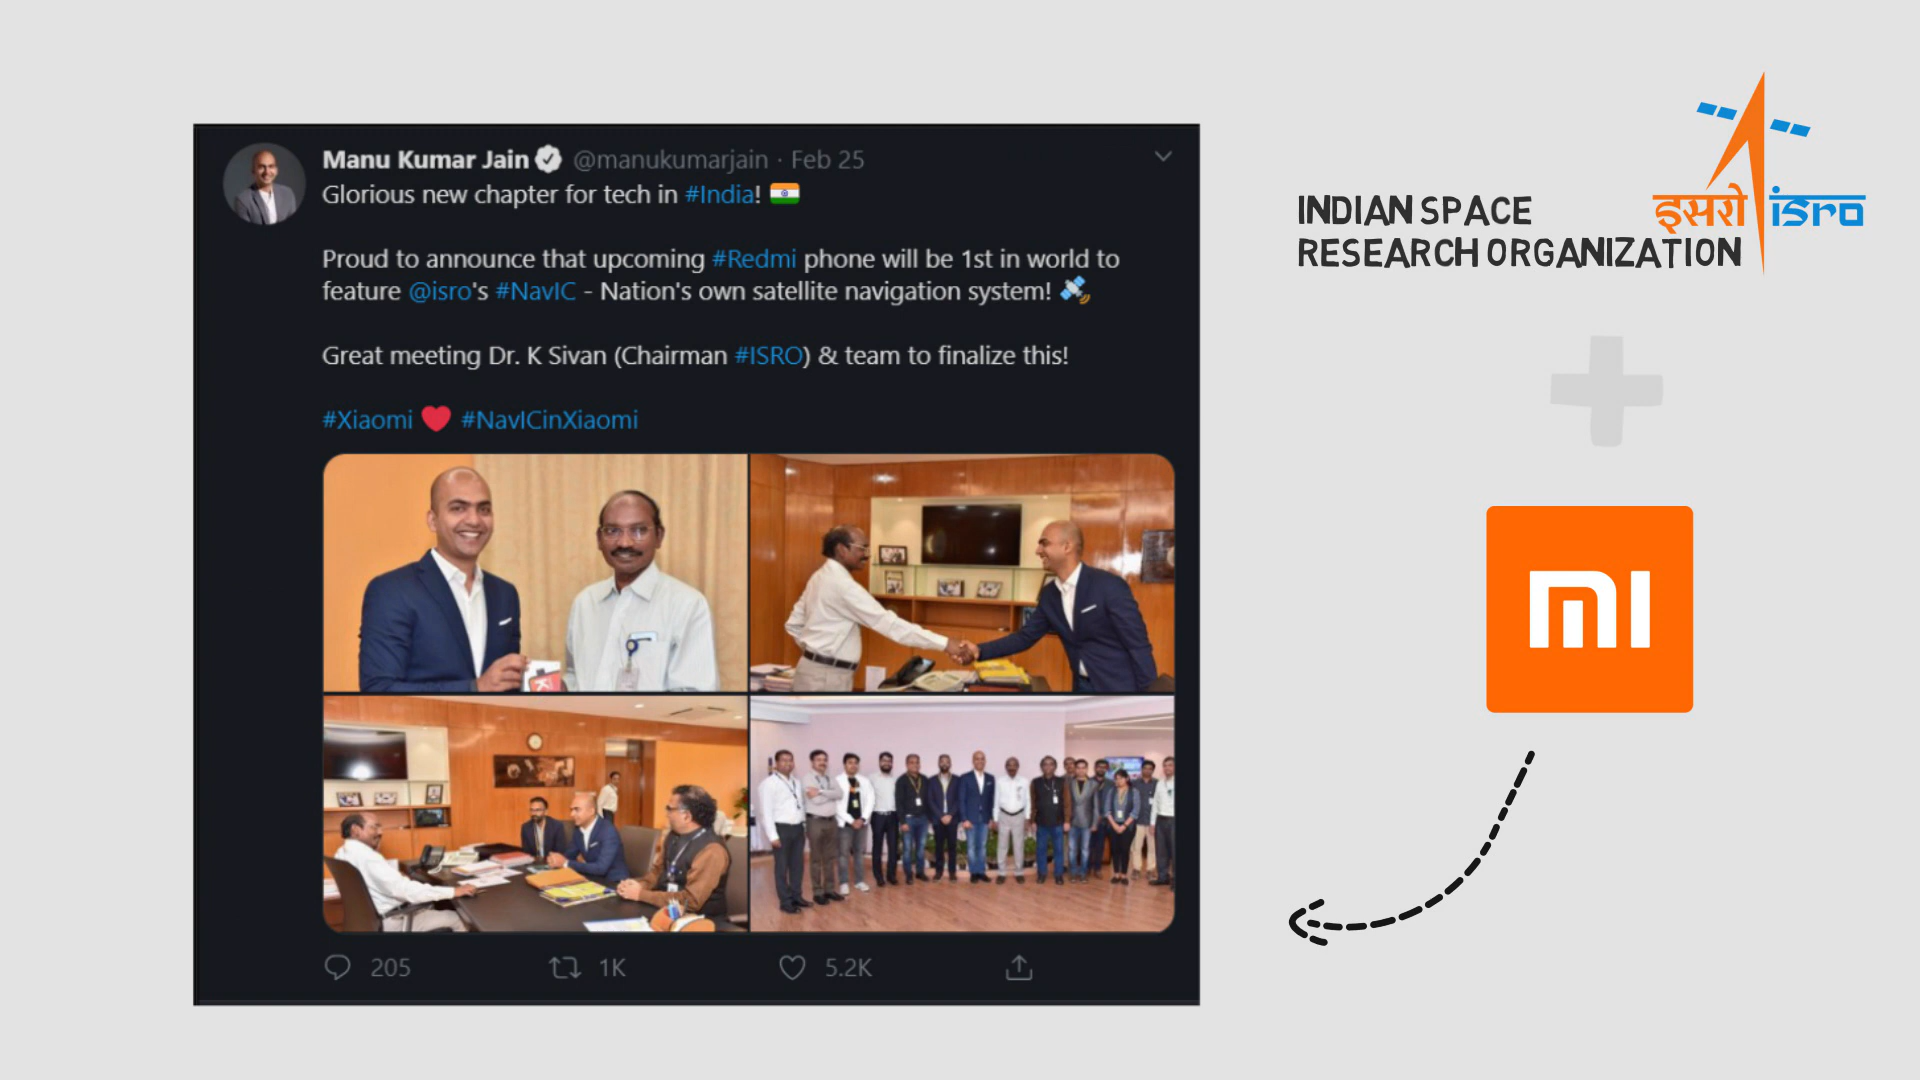 Manu Kumar Jain @manukumarjain · Feb 25
Glorious new chapter for tech in #India! 🇮🇳
Proud to announce that upcoming #Redmi phone will be 1st in world to
feature @isro's #NavIC - Nation's own satellite navigation system! 🛰️
Great meeting Dr. K Sivan (Chairman #ISRO) & team to finalize this!
#Xiaomi ❤️ #NavICinXiaomi
205 1K 5.2K
INDIAN SPACE
RESEARCH ORGANIZATION
इसरो isro
MI